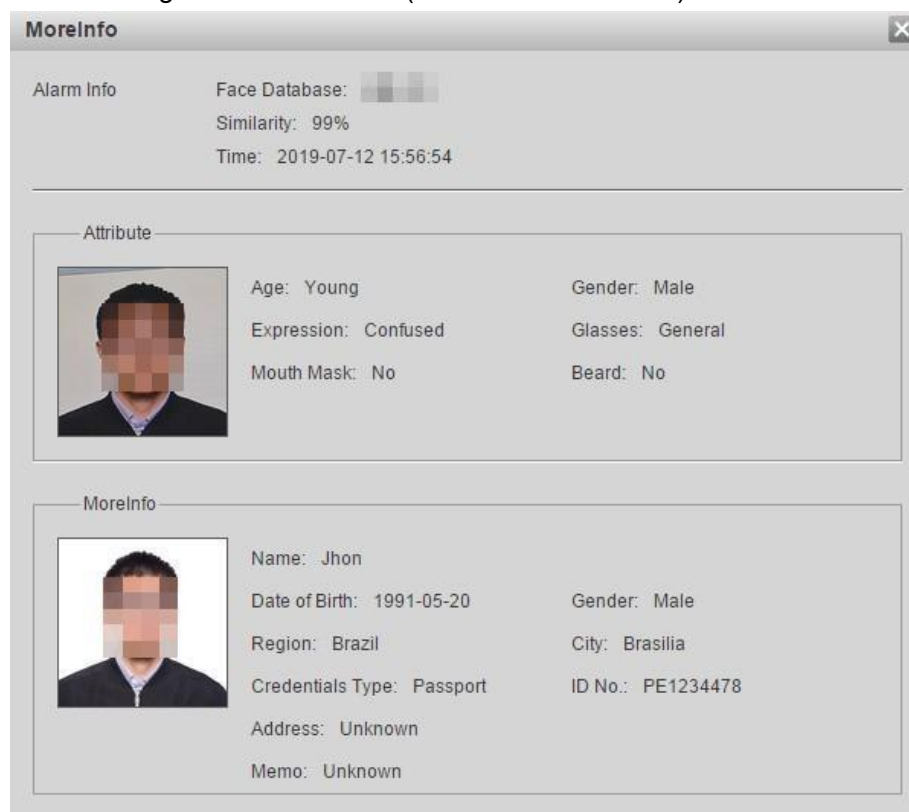 MoreInfo
Alarm Info Face Database:
Similarity: 99%
Time: 2019-07-12 15:56:54
Attribute
Age: Young Gender: Male
Expression: Confused Glasses: General
Mouth Mask: No Beard: No
MoreInfo
Name: Jhon
Date of Birth: 1991-05-20 Gender: Male
Region: Brazil City: Brasilia
Credentials Type: Passport ID No.: PE1234478
Address: Unknown
Memo: Unknown